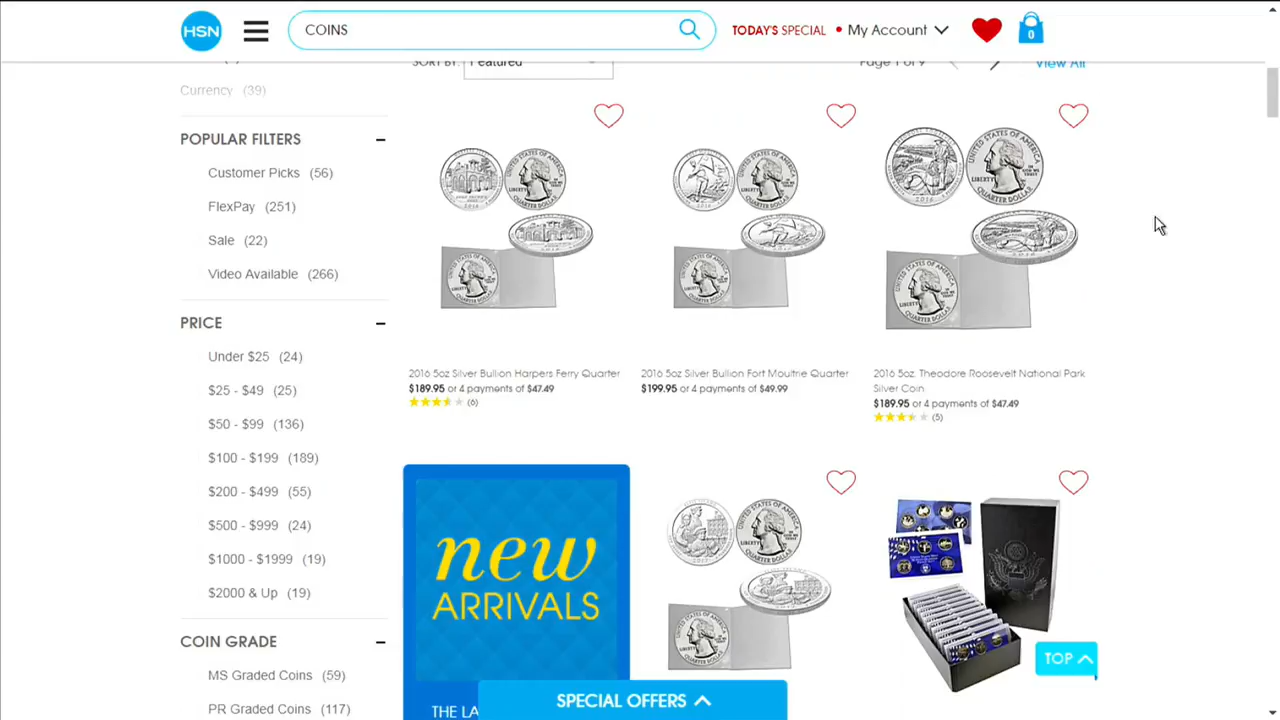 HSN
COINS
TODAY'S SPECIAL
My Account
0
SORT BY: Featured
Page 1 of 9
View All
Currency (39)
POPULAR FILTERS
Customer Picks (56)
FlexPay (251)
Sale (22)
Video Available (266)
PRICE
Under $25 (24)
$25 - $49 (25)
$50 - $99 (136)
$100 - $199 (189)
$200 - $499 (55)
$500 - $999 (24)
$1000 - $1999 (19)
$2000 & Up (19)
COIN GRADE
MS Graded Coins (59)
PR Graded Coins (117)
2016 5oz Silver Bullion Harpers Ferry Quarter
$189.95 or 4 payments of $47.49
(6)
2016 5oz Silver Bullion Fort Moultrie Quarter
$199.95 or 4 payments of $49.99
2016 5oz. Theodore Roosevelt National Park
Silver Coin
$189.95 or 4 payments of $47.49
(5)
new
ARRIVALS
THE LA
SPECIAL OFFERS
TOP